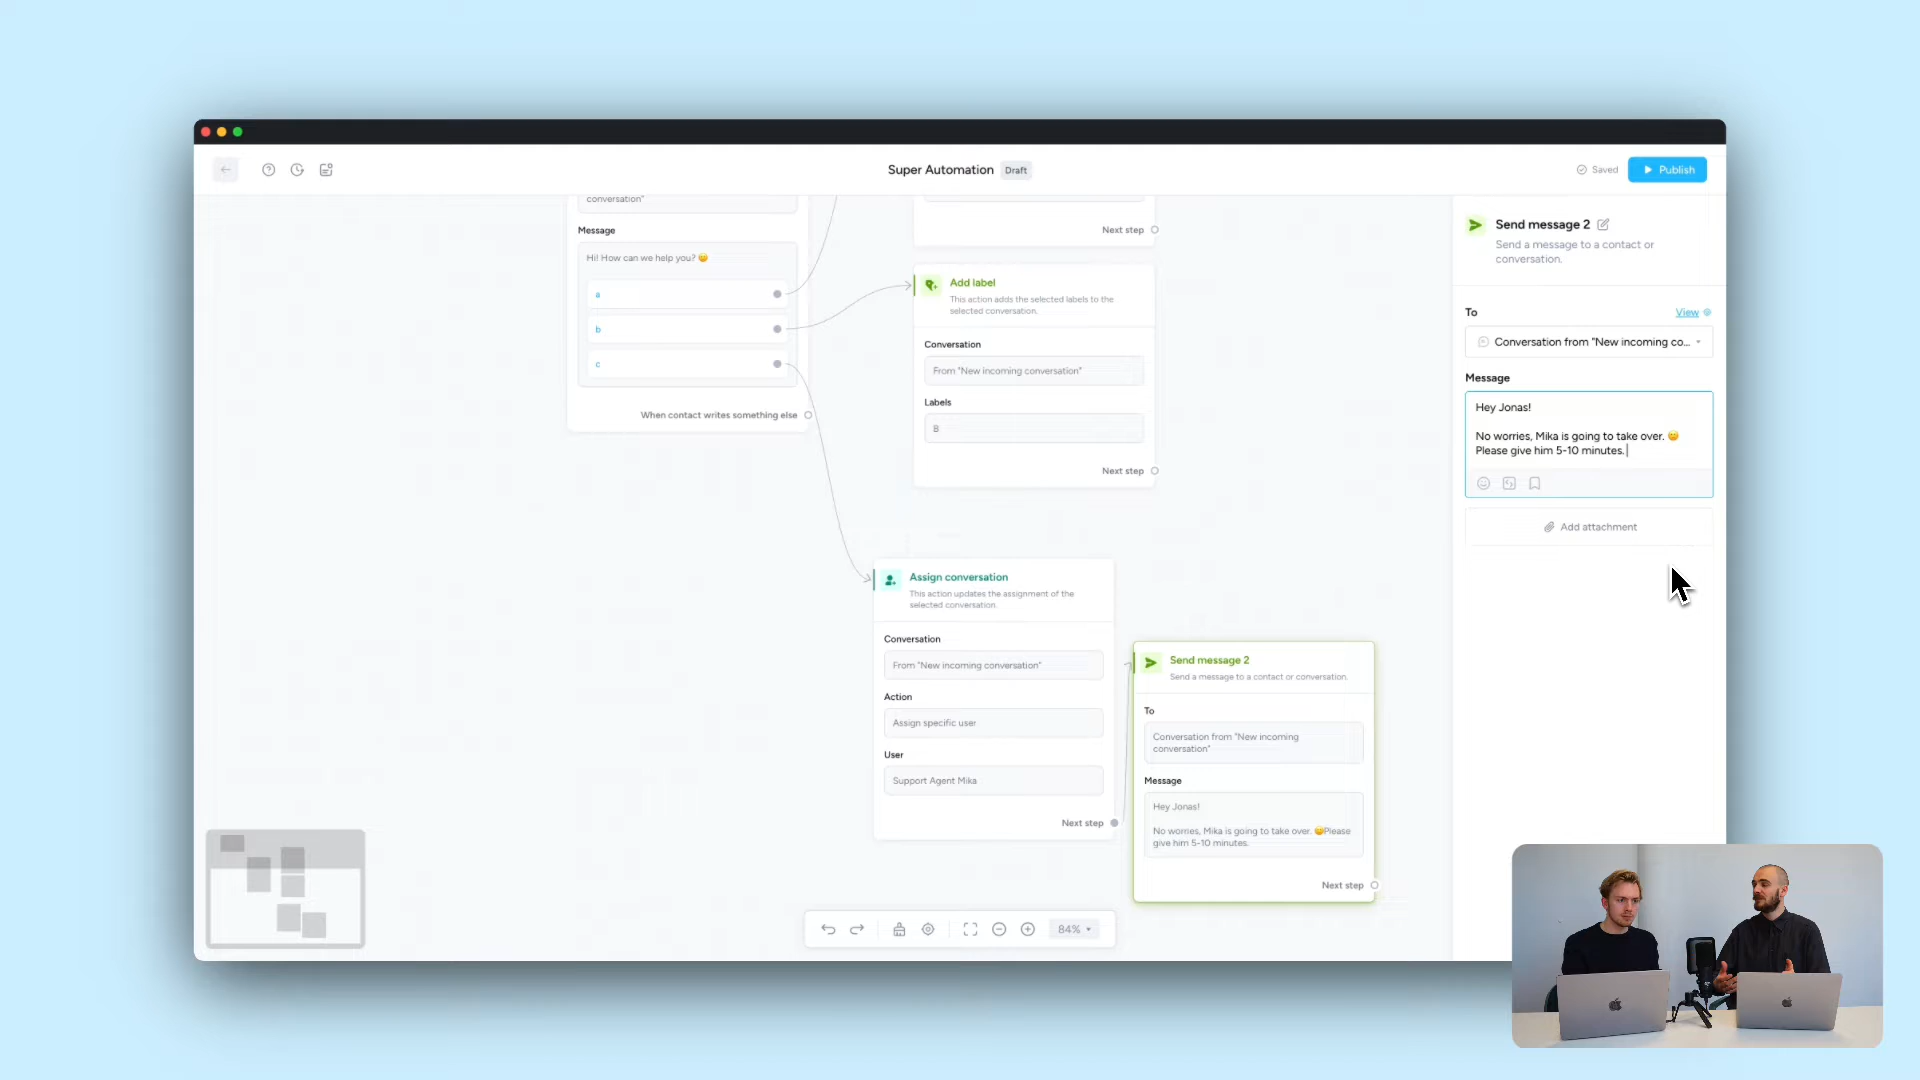 Super Automation
Draft
Saved
Publish
conversation"
Message
Hi! How can we help you? 😀
a
b
c
When contact writes something else
Next step
Add label
This action adds the selected labels to the
selected conversation.
Conversation
From "New incoming conversation"
Labels
B
Next step
Assign conversation
This action updates the assignment of the
selected conversation.
Conversation
From "New incoming conversation"
Action
Assign specific user
User
Support Agent Mika
Next step
Send message 2
Send a message to a contact or conversation.
To
Conversation from "New incoming
conversation"
Message
Hey Jonas!
No worries, Mika is going to take over. 😀Please
give him 5-10 minutes.
Next step
84%
Send message 2
Send a message to a contact or
conversation.
To
View
Conversation from "New incoming co...
Message
Hey Jonas!
No worries, Mika is going to take over. 😀
Please give him 5-10 minutes.
Add attachment